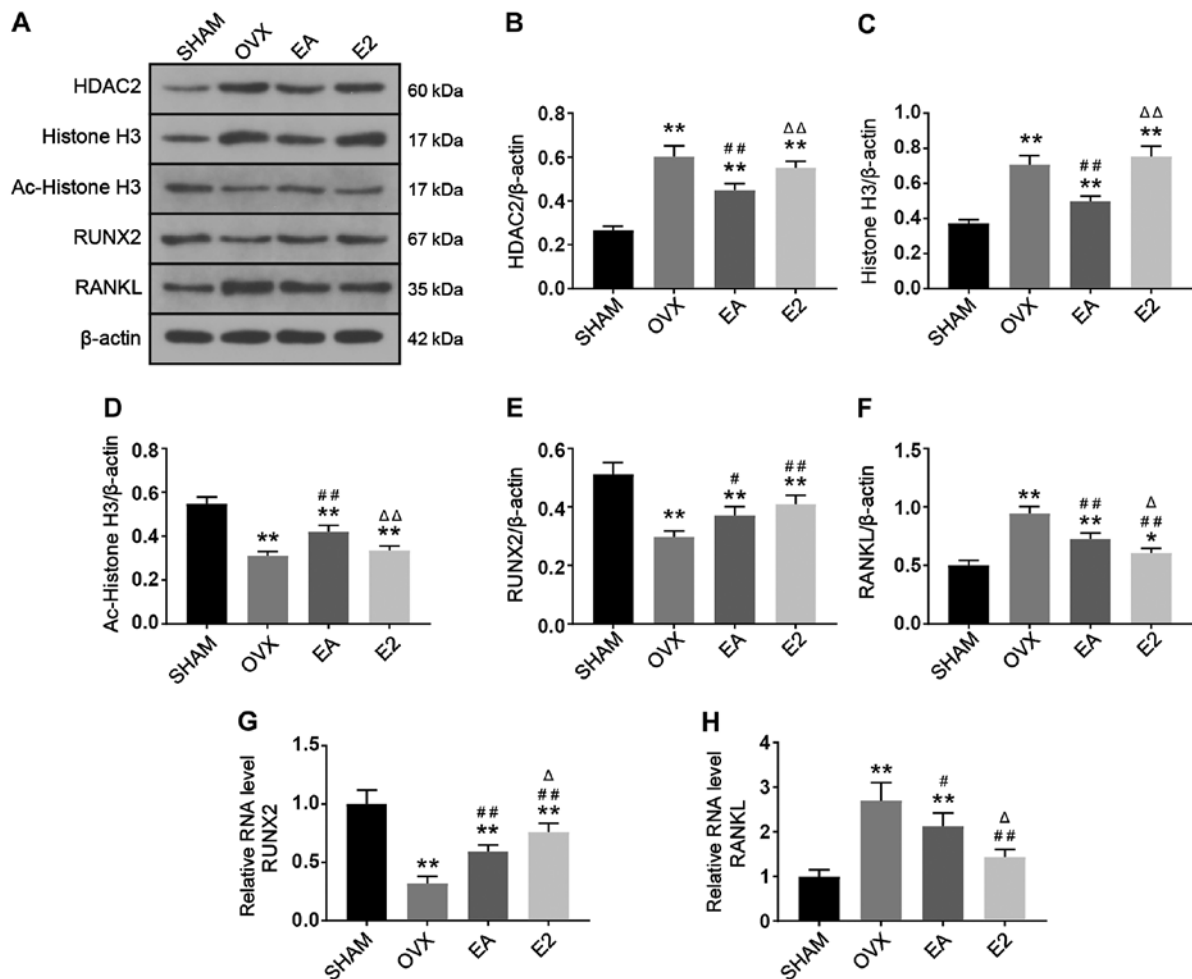 A
SHAM OVX EA E2
HDAC2 60 kDa
Histone H3 17 kDa
Ac-Histone H3 17 kDa
RUNX2 67 kDa
RANKL 35 kDa
β-actin 42 kDa
B
HDAC2/β-actin
0.8
0.6
0.4
0.2
0.0
**
##
**
ΔΔ
**
SHAM OVX EA E2
C
Histone H3/β-actin
1.0
0.8
0.6
0.4
0.2
0.0
**
##
**
ΔΔ
**
SHAM OVX EA E2
D
Ac-Histone H3/β-actin
0.8
0.6
0.4
0.2
0.0
**
##
**
ΔΔ
**
SHAM OVX EA E2
E
RUNX2/β-actin
0.6
0.4
0.2
0.0
**
#
**
##
**
SHAM OVX EA E2
F
RANKL/β-actin
1.5
1.0
0.5
0.0
**
##
**
Δ
##
*
SHAM OVX EA E2
G
Relative RNA level
RUNX2
1.5
1.0
0.5
0.0
**
##
**
Δ
##
**
SHAM OVX EA E2
H
Relative RNA level
RANKL
4
3
2
1
0
**
#
**
Δ
##
SHAM OVX EA E2